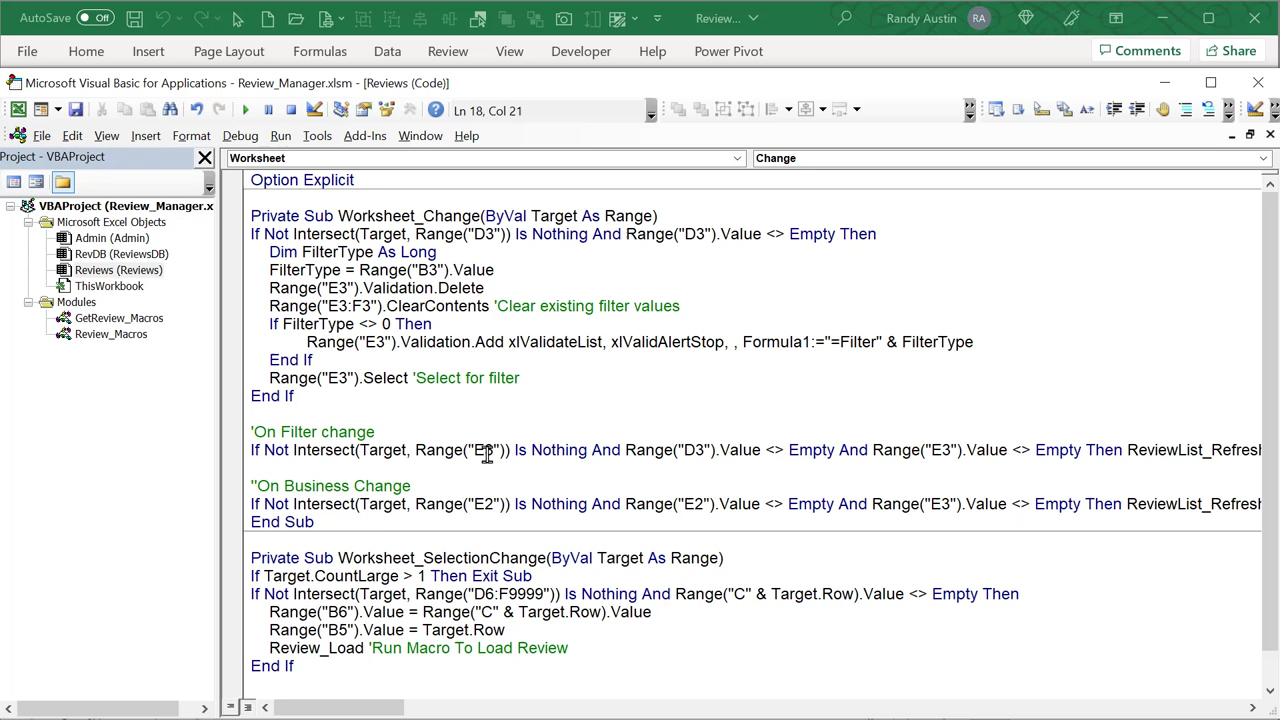 AutoSave Off Review... Randy Austin RA
File Home Insert Page Layout Formulas Data Review View Developer Help Power Pivot Comments Share
Microsoft Visual Basic for Applications - Review_Manager.xlsm - [Reviews (Code)]
Ln 18, Col 21
File Edit View Insert Format Debug Run Tools Add-Ins Window Help
Project - VBAProject
Worksheet Change
VBAProject (Review_Manager.x
Microsoft Excel Objects
Admin (Admin)
RevDB (ReviewsDB)
Reviews (Reviews)
ThisWorkbook
Modules
GetReview_Macros
Review_Macros
Option Explicit
Private Sub Worksheet_Change(ByVal Target As Range)
If Not Intersect(Target, Range("D3")) Is Nothing And Range("D3").Value <> Empty Then
Dim FilterType As Long
FilterType = Range("B3").Value
Range("E3").Validation.Delete
Range("E3:F3").ClearContents 'Clear existing filter values
If FilterType <> 0 Then
Range("E3").Validation.Add xlValidateList, xlValidAlertStop, , Formula1:="=Filter" & FilterType
End If
Range("E3").Select 'Select for filter
End If
'On Filter change
If Not Intersect(Target, Range("E3")) Is Nothing And Range("D3").Value <> Empty And Range("E3").Value <> Empty Then ReviewList_Refresh
''On Business Change
If Not Intersect(Target, Range("E2")) Is Nothing And Range("E2").Value <> Empty And Range("E3").Value <> Empty Then ReviewList_Refresh
End Sub
Private Sub Worksheet_SelectionChange(ByVal Target As Range)
If Target.CountLarge > 1 Then Exit Sub
If Not Intersect(Target, Range("D6:F9999")) Is Nothing And Range("C" & Target.Row).Value <> Empty Then
Range("B6").Value = Range("C" & Target.Row).Value
Range("B5").Value = Target.Row
Review_Load 'Run Macro To Load Review
End If